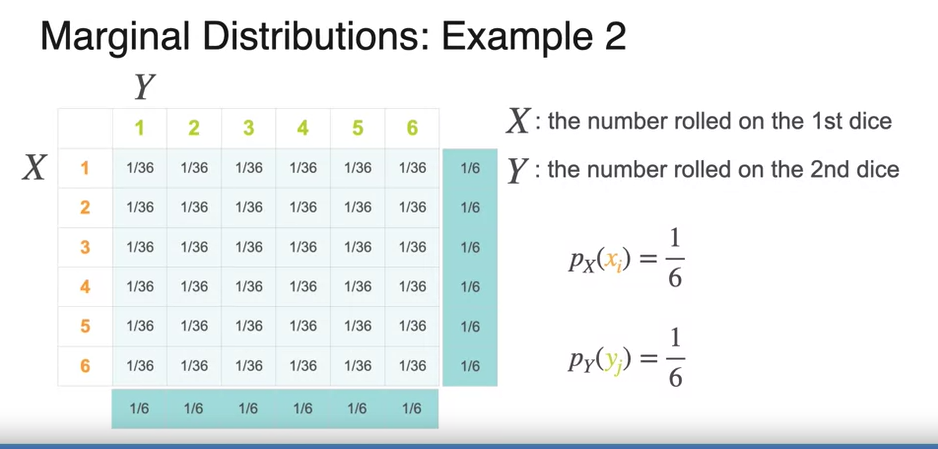 Marginal Distributions: Example 2
Y
1 2 3 4 5 6
X
1 1/36 1/36 1/36 1/36 1/36 1/36 1/6
2 1/36 1/36 1/36 1/36 1/36 1/36 1/6
3 1/36 1/36 1/36 1/36 1/36 1/36 1/6
4 1/36 1/36 1/36 1/36 1/36 1/36 1/6
5 1/36 1/36 1/36 1/36 1/36 1/36 1/6
6 1/36 1/36 1/36 1/36 1/36 1/36 1/6
1/6 1/6 1/6 1/6 1/6 1/6
X : the number rolled on the 1st dice
Y : the number rolled on the 2nd dice
p_X(x_i) = 1/6
p_Y(y_j) = 1/6